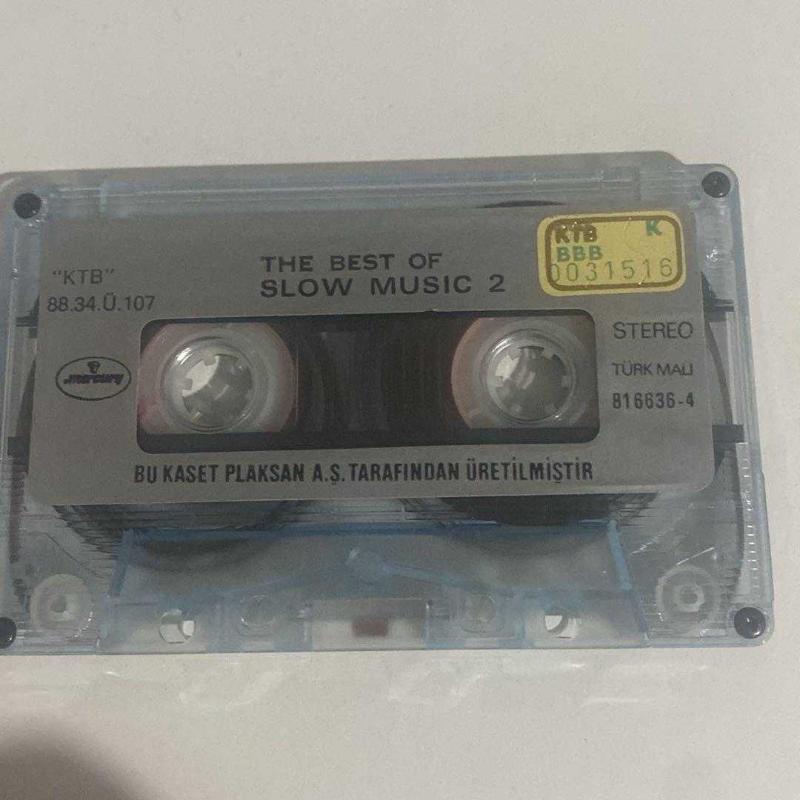 THE BEST OF
SLOW MUSIC 2
"KTB"
88.34.Ü.107
KTB K
BBB
0031516
mercury
STEREO
TÜRK MALI
816636-4
BU KASET PLAKSAN A.Ş. TARAFINDAN ÜRETİLMİŞTİR